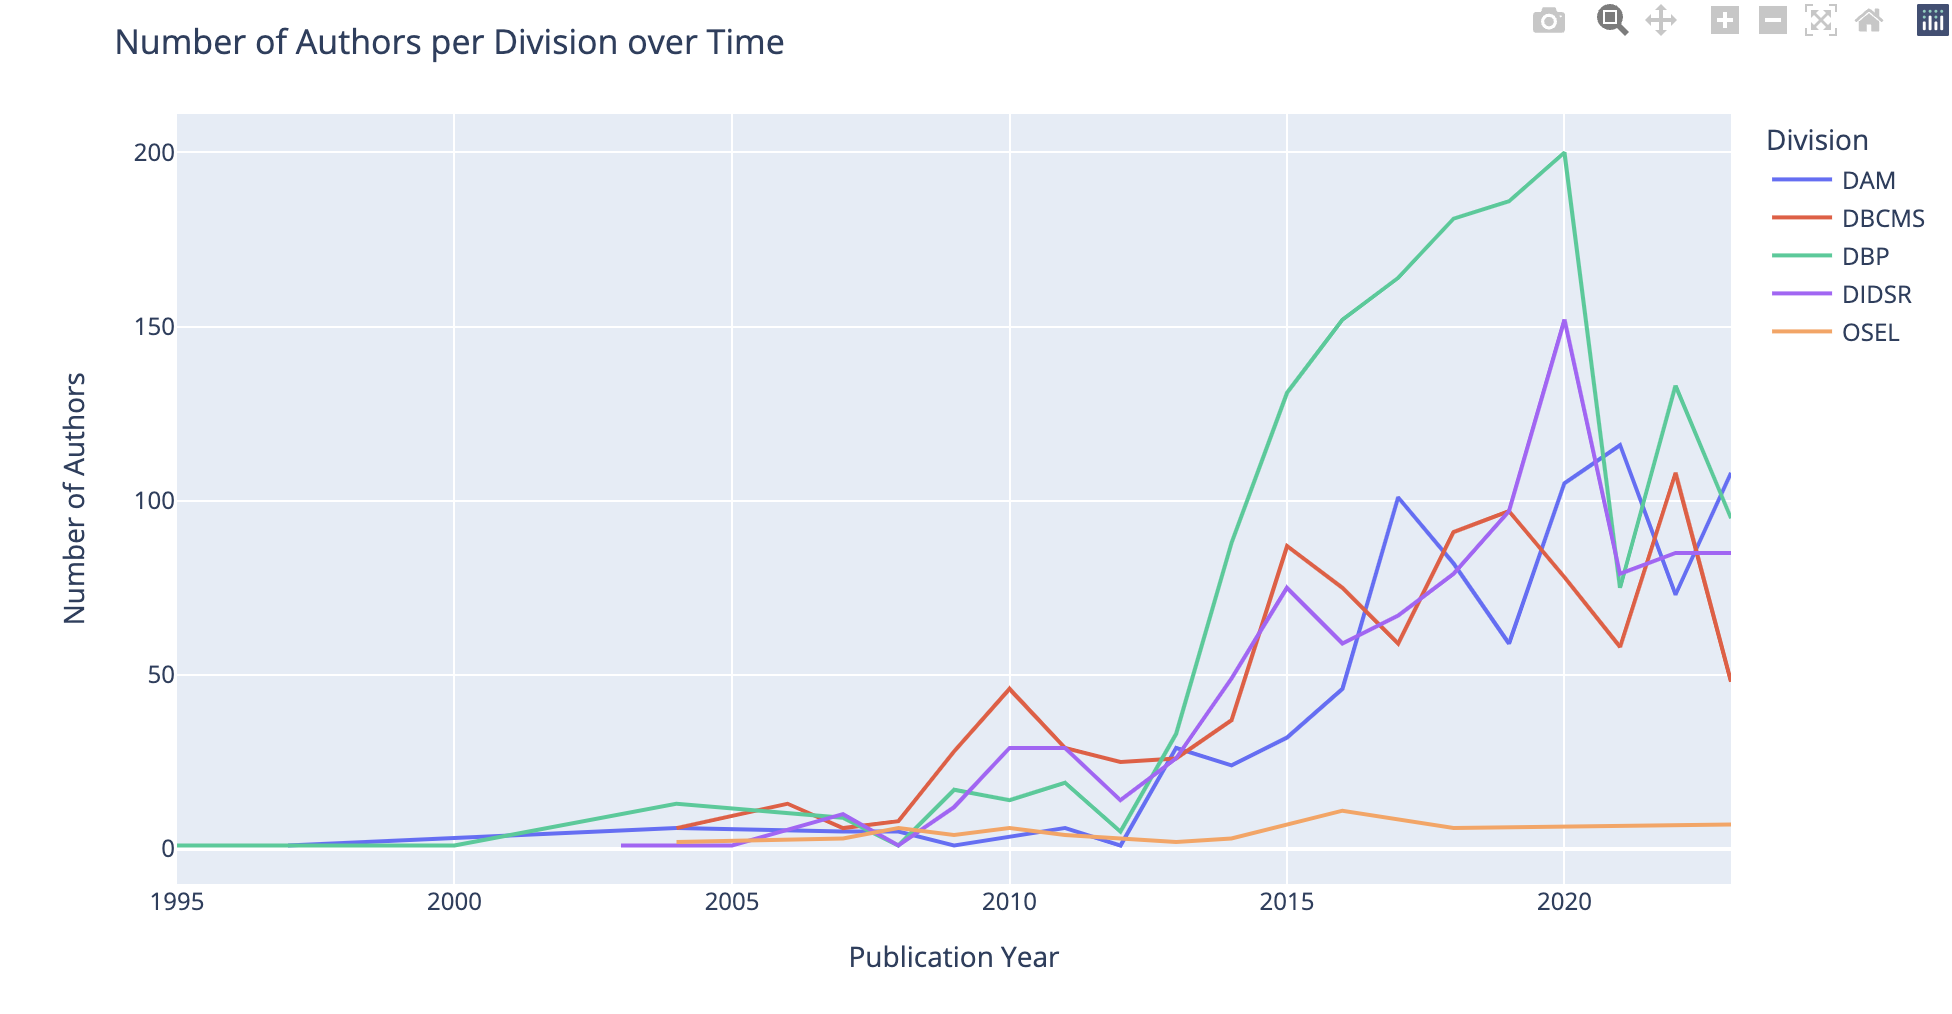 Number of Authors per Division over Time
Division
DAM
DBCMS
DBP
DIDSR
OSEL
Number of Authors
200
150
100
50
0
1995 2000 2005 2010 2015 2020
Publication Year